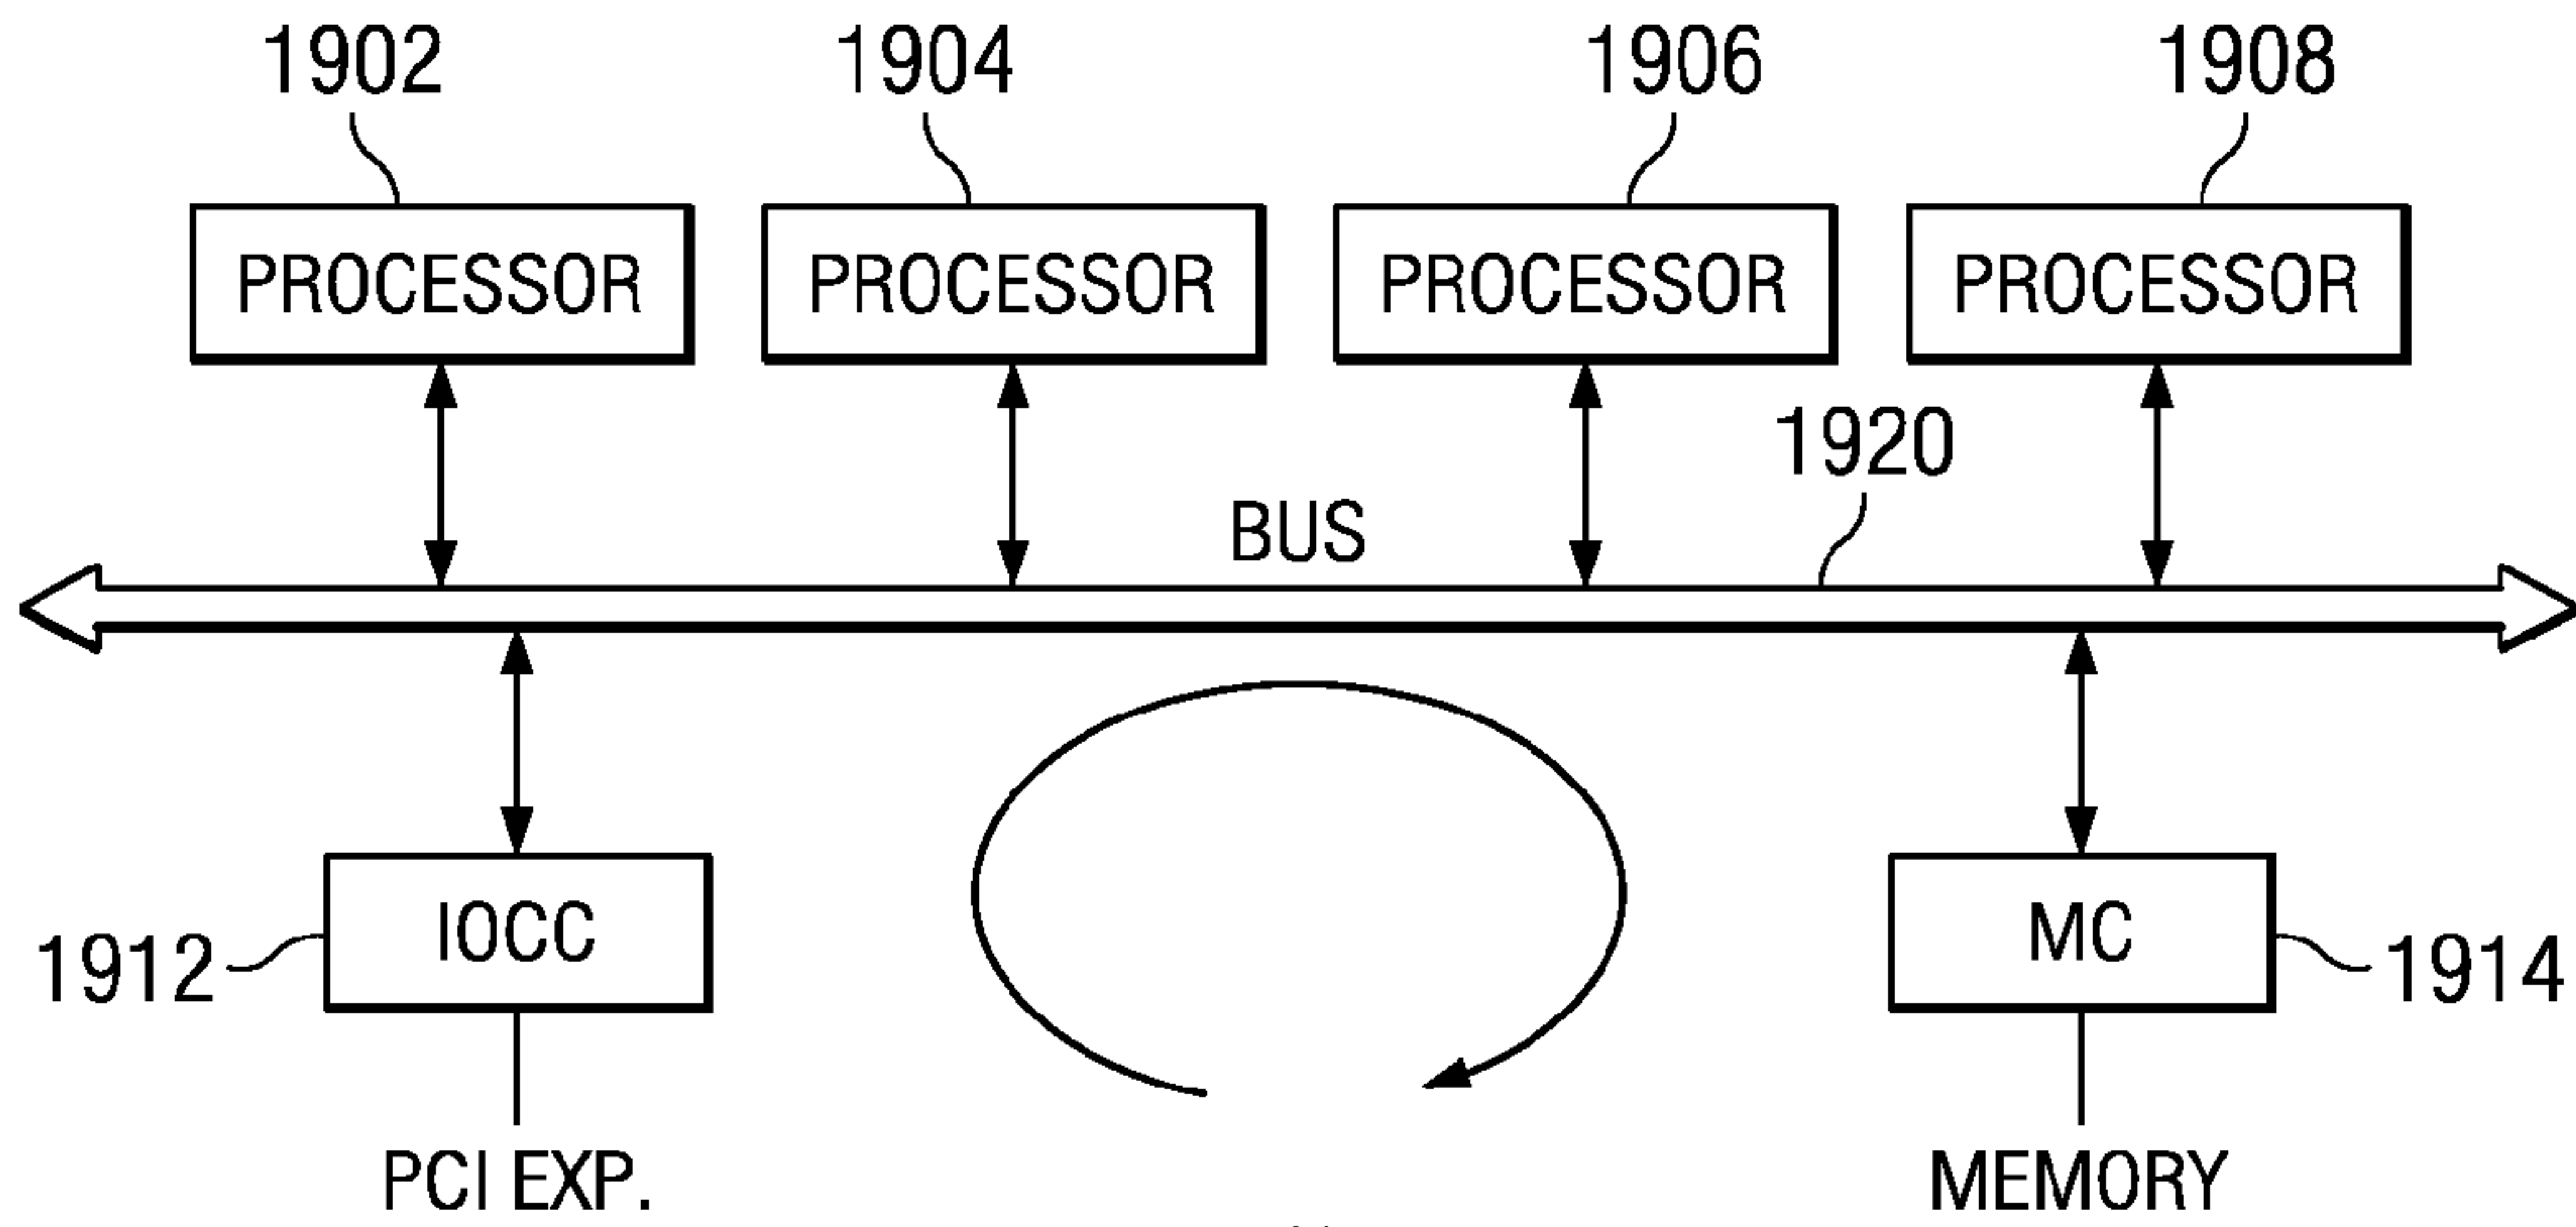 1902 1904 1906 1908
PROCESSOR PROCESSOR PROCESSOR PROCESSOR
1920
BUS
IOCC MC
1912 1914
PCI EXP. MEMORY